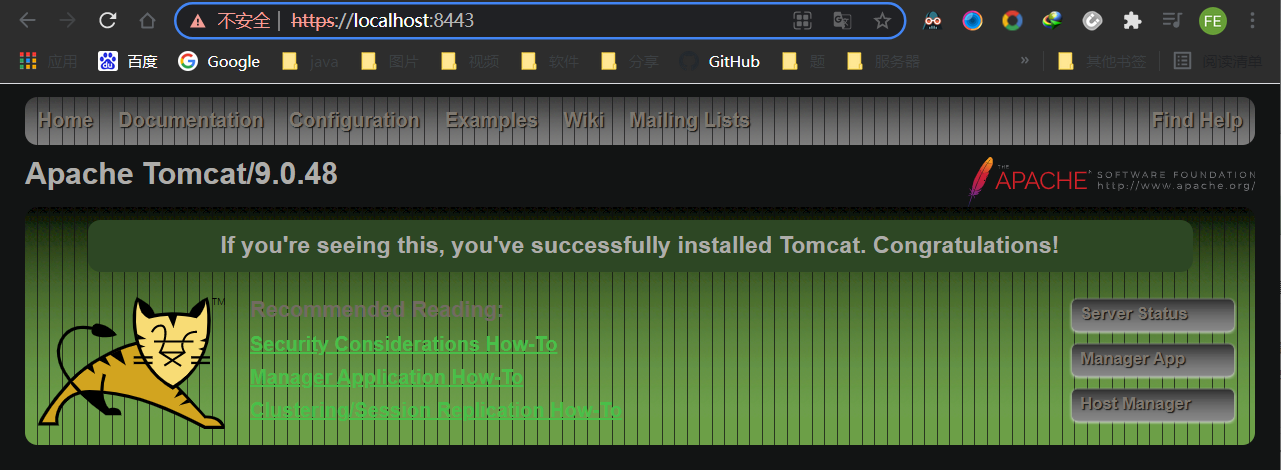 不安全 | https://localhost:8443
FE
应用 百度 Google java 图片 视频 软件 分享 GitHub 题 服务器 » 其他书签 阅读清单
Home Documentation Configuration Examples Wiki Mailing Lists Find Help
Apache Tomcat/9.0.48
THE
APACHE® SOFTWARE FOUNDATION
http://www.apache.org/
If you're seeing this, you've successfully installed Tomcat. Congratulations!
TM
Recommended Reading:
Security Considerations How-To
Manager Application How-To
Clustering/Session Replication How-To
Server Status
Manager App
Host Manager